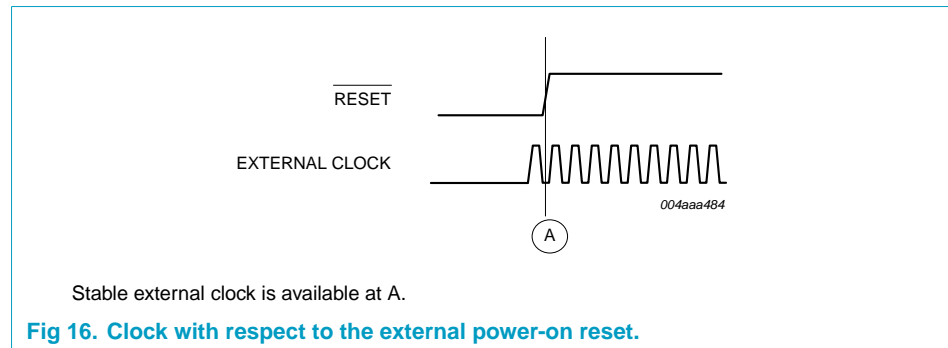 RESET
EXTERNAL CLOCK
004aaa484
A
Stable external clock is available at A.
Fig 16. Clock with respect to the external power-on reset.